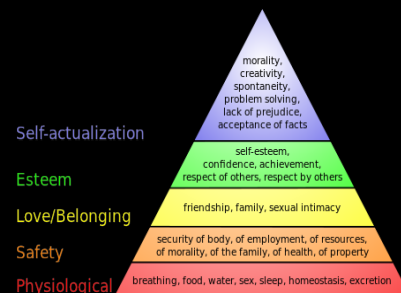 morality,
creativity,
spontaneity,
problem solving,
lack of prejudice,
acceptance of facts
Self-actualization
self-esteem,
confidence, achievement,
respect of others, respect by others
Esteem
friendship, family, sexual intimacy
Love/Belonging
security of body, of employment, of resources,
of morality, of the family, of health, of property
Safety
breathing, food, water, sex, sleep, homeostasis, excretion
Physiological